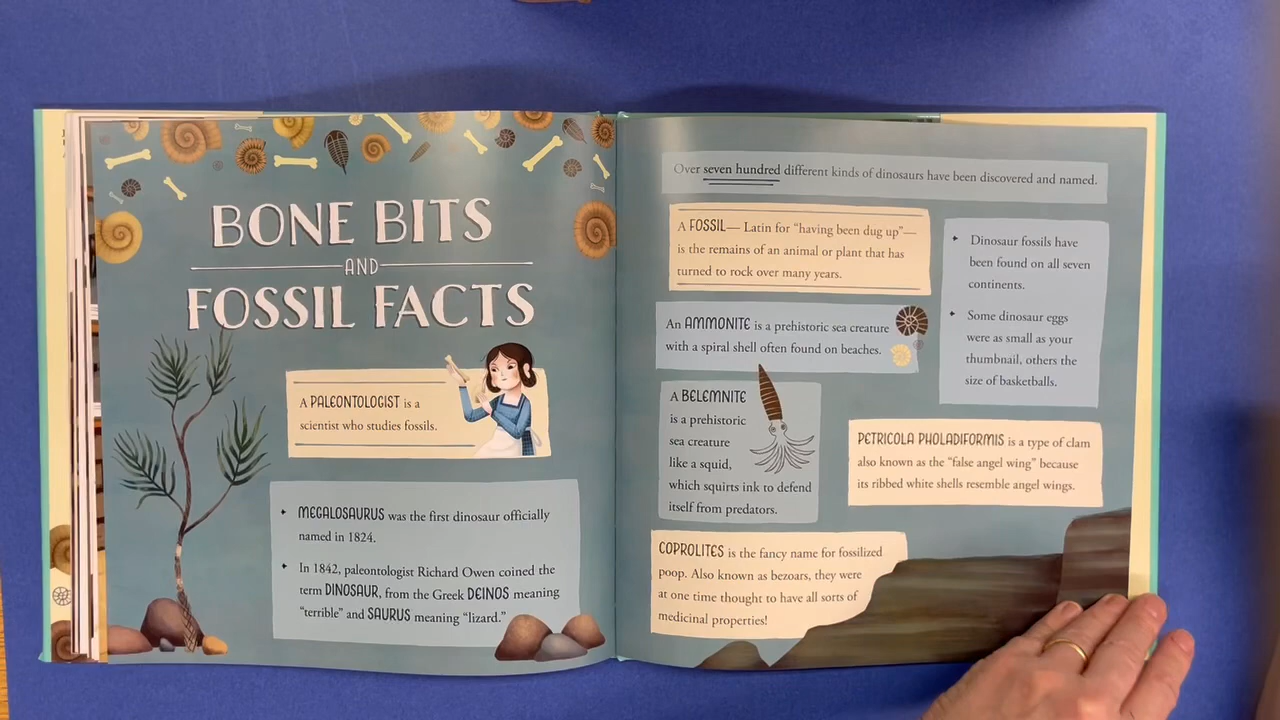 BONE BITS
AND
FOSSIL FACTS
A PALEONTOLOGIST is a
scientist who studies fossils.
MEGALOSAURUS was the first dinosaur officially
named in 1824.
In 1842, paleontologist Richard Owen coined the
term DINOSAUR, from the Greek DEINOS meaning
"terrible" and SAURUS meaning "lizard."
Over seven hundred different kinds of dinosaurs have been discovered and named.
A FOSSIL— Latin for "having been dug up"—
is the remains of an animal or plant that has
turned to rock over many years.
Dinosaur fossils have
been found on all seven
continents.
Some dinosaur eggs
were as small as your
thumbnail, others the
size of basketballs.
An AMMONITE is a prehistoric sea creature
with a spiral shell often found on beaches.
A BELEMNITE
is a prehistoric
sea creature
like a squid,
which squirts ink to defend
itself from predators.
PETRICOLA PHOLADIFORMIS is a type of clam
also known as the "false angel wing" because
its ribbed white shells resemble angel wings.
COPROLITES is the fancy name for fossilized
poop. Also known as bezoars, they were
at one time thought to have all sorts of
medicinal properties!